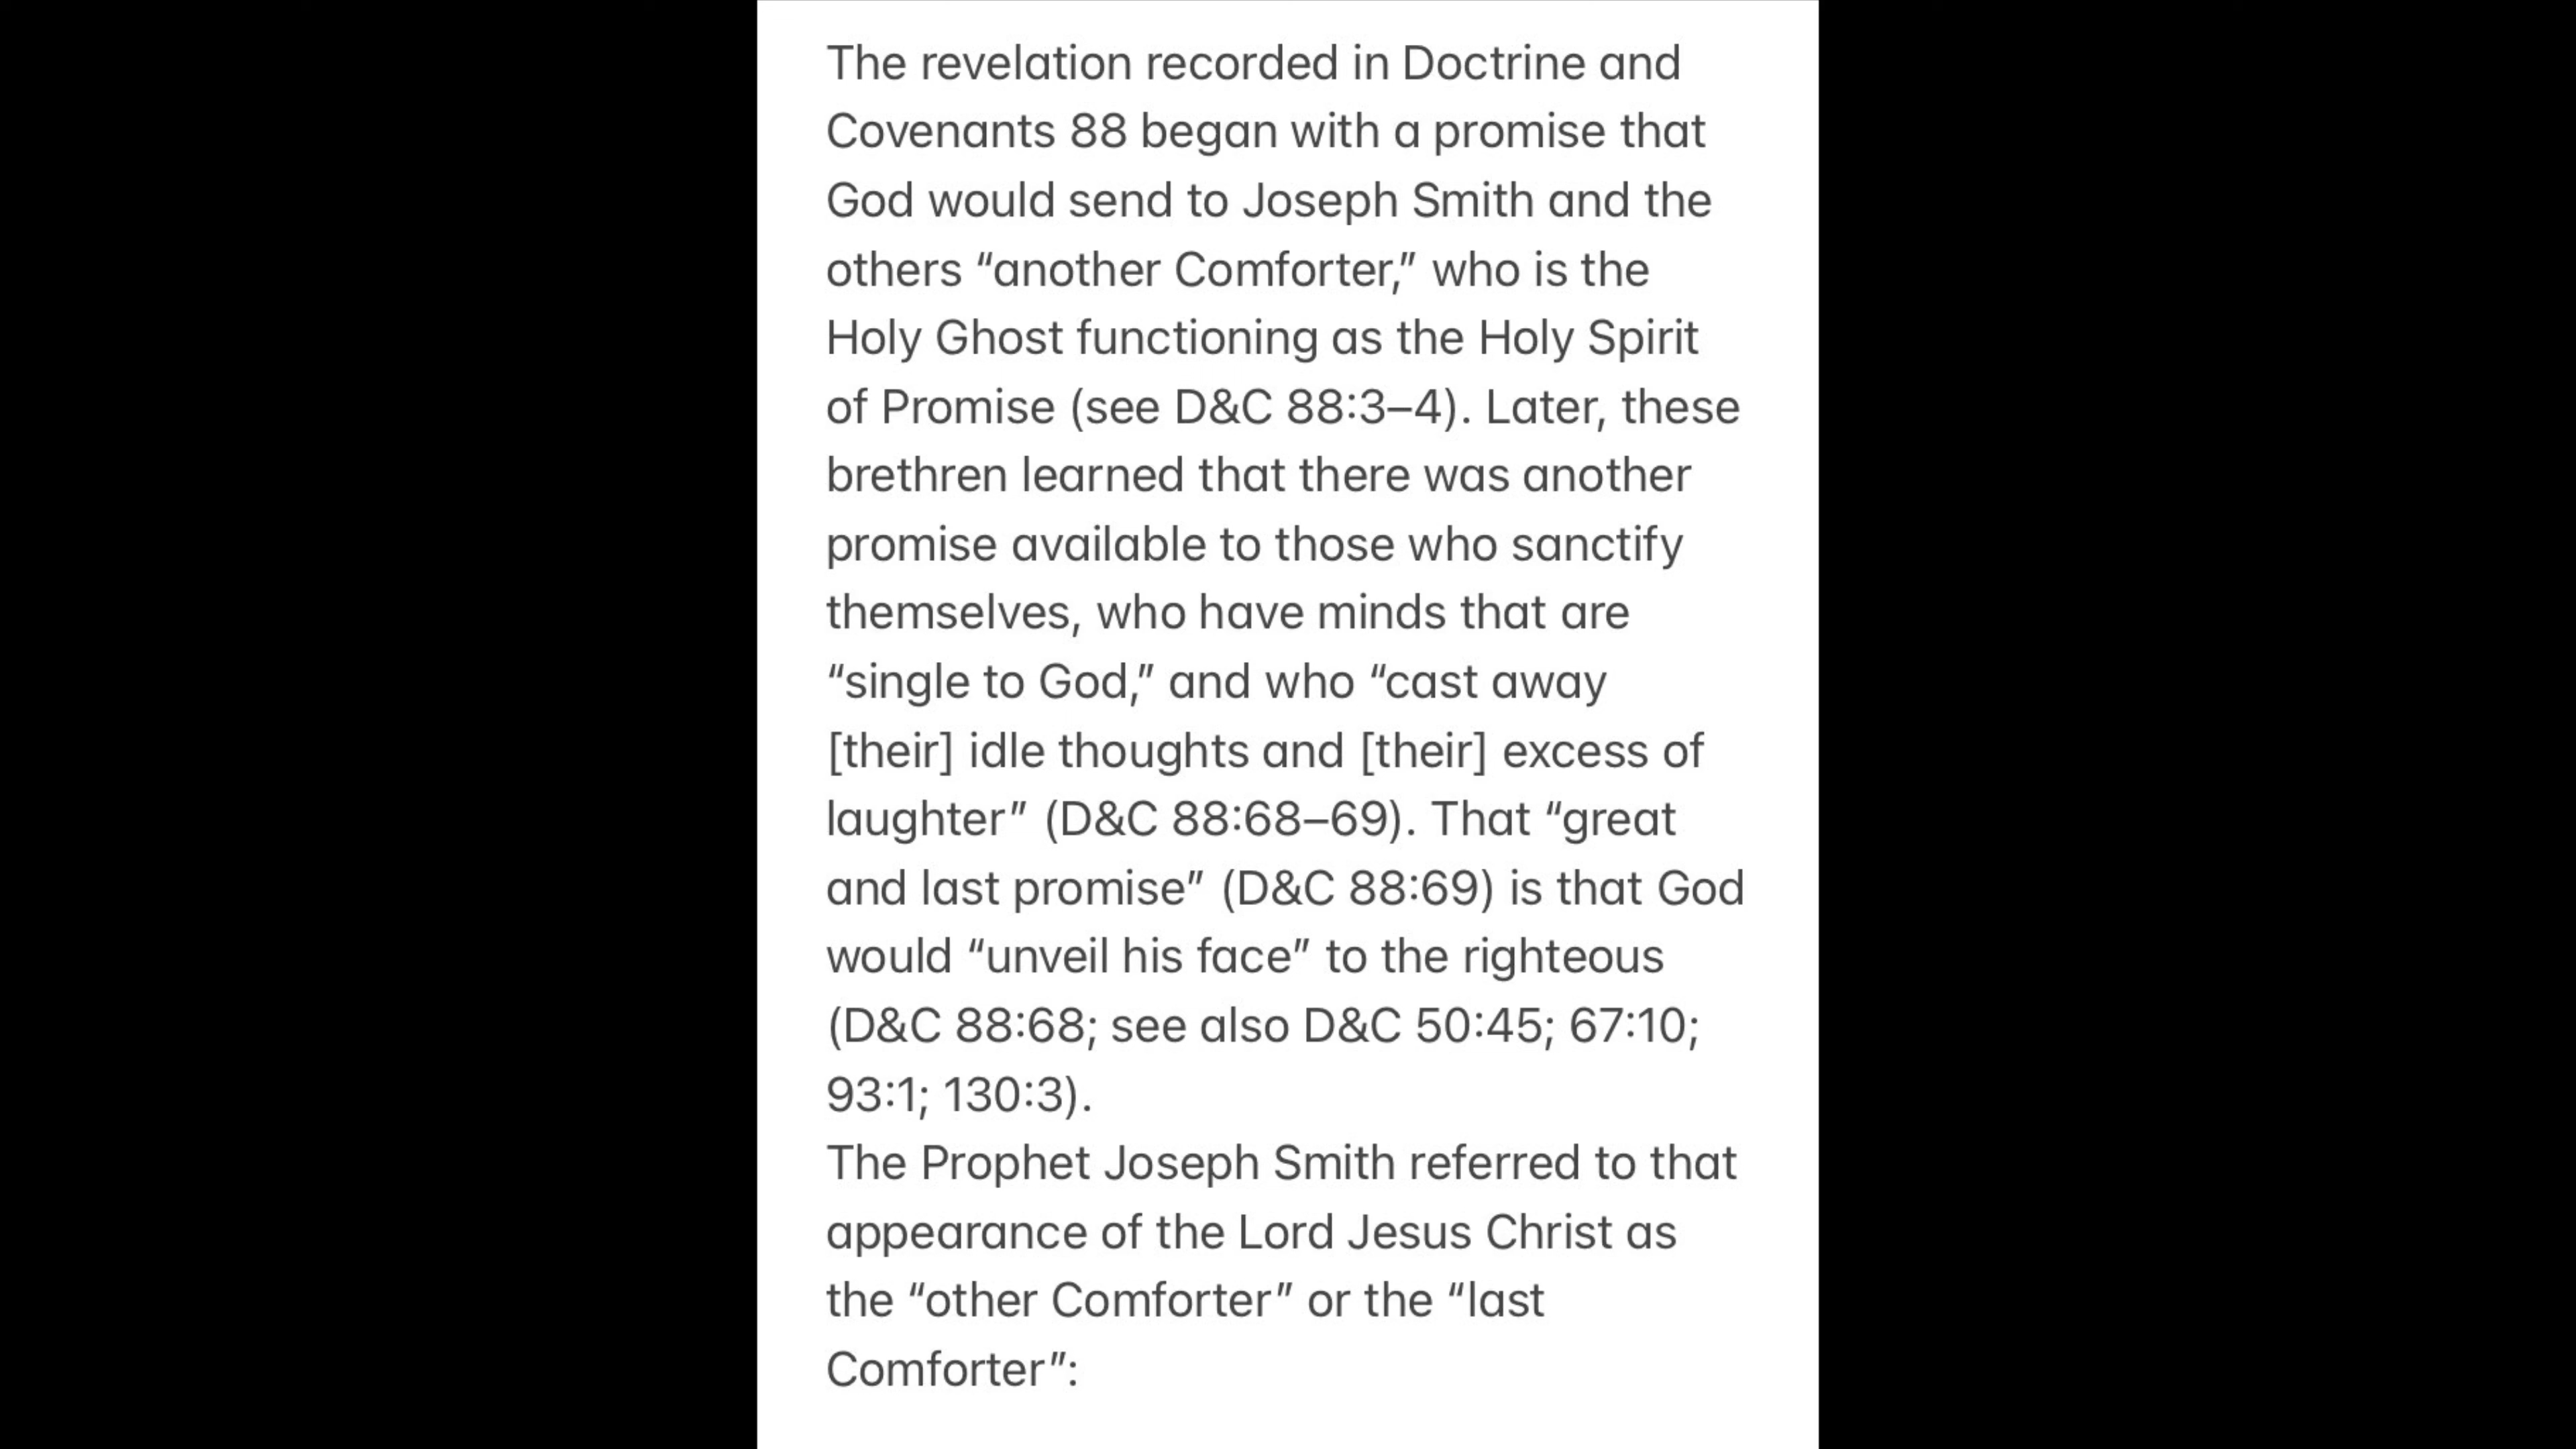 The revelation recorded in Doctrine and
Covenants 88 began with a promise that
God would send to Joseph Smith and the
others “another Comforter,” who is the
Holy Ghost functioning as the Holy Spirit
of Promise (see D&C 88:3–4). Later, these
brethren learned that there was another
promise available to those who sanctify
themselves, who have minds that are
“single to God,” and who “cast away
[their] idle thoughts and [their] excess of
laughter” (D&C 88:68–69). That “great
and last promise” (D&C 88:69) is that God
would “unveil his face” to the righteous
(D&C 88:68; see also D&C 50:45; 67:10;
93:1; 130:3).
The Prophet Joseph Smith referred to that
appearance of the Lord Jesus Christ as
the “other Comforter” or the “last
Comforter”: